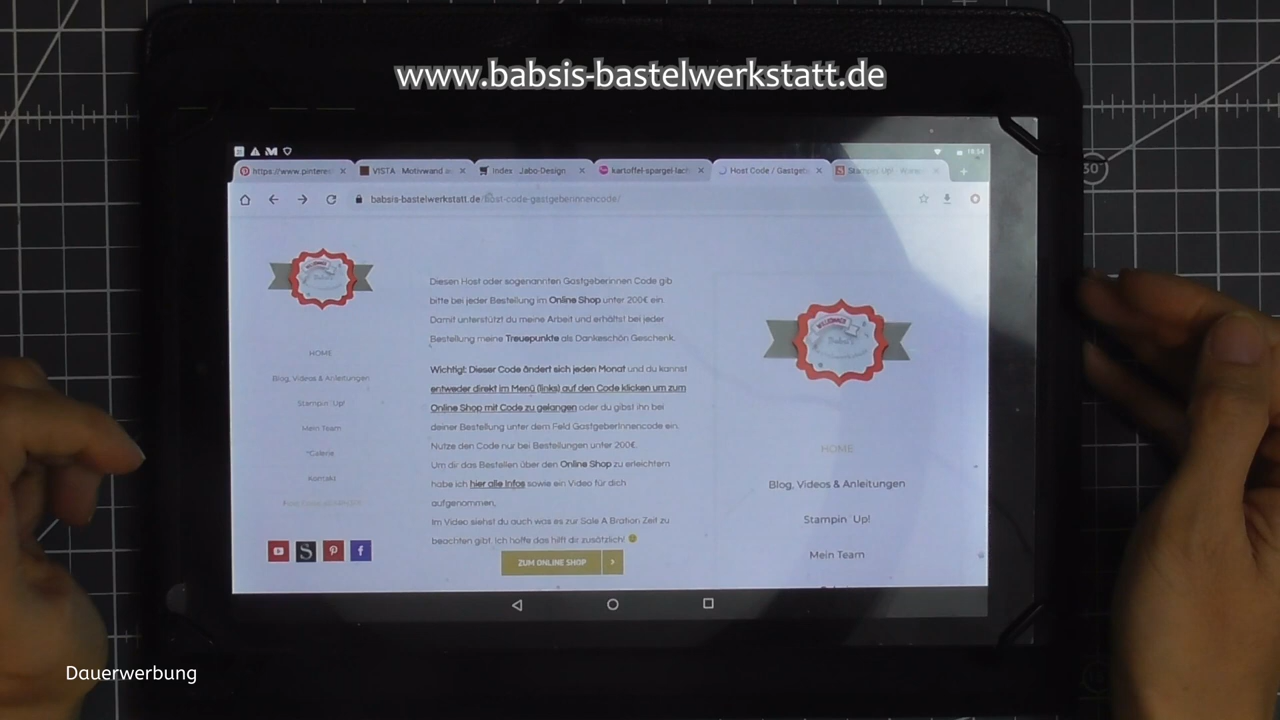 www.babsis-bastelwerkstatt.de
VISTA
Motivwand
Index
Jabo-Design
Host Code / Gastgeb
Stampin' Up!
babsis-bastelwerkstatt.de/host-code-gastgeberinnencode/
HOME
Blog, Videos & Anleitungen
Stampin´ Up!
Mein Team
*Galerie
Kontakt
Diesen Host oder sogenannten Gastgeberinnen Code gib
bitte bei jeder Bestellung im Online Shop unter 200€ ein.
Damit unterstützt du meine Arbeit und erhältst bei jeder
Bestellung meine Treuepunkte als Dankeschön Geschenk.
Wichtig!: Dieser Code ändert sich jeden Monat und du kannst
entweder direkt im Menü (links) auf den Code klicken um zum
Online Shop mit Code zu gelangen oder du gibst ihn bei
deiner Bestellung unter dem Feld GastgeberInnencode ein.
Nutze den Code nur bei Bestellungen unter 200€.
Um dir das Bestellen über den Online Shop zu erleichtern
habe ich hier alle Infos sowie ein Video für dich
aufgenommen,
Im Video siehst du auch was es zur Sale A Bration Zeit zu
beachten gibt. Ich hoffe das hilft dir zusätzlich!
ZUM ONLINE SHOP
HOME
Blog, Videos & Anleitungen
Stampin´ Up!
Mein Team
Dauerwerbung